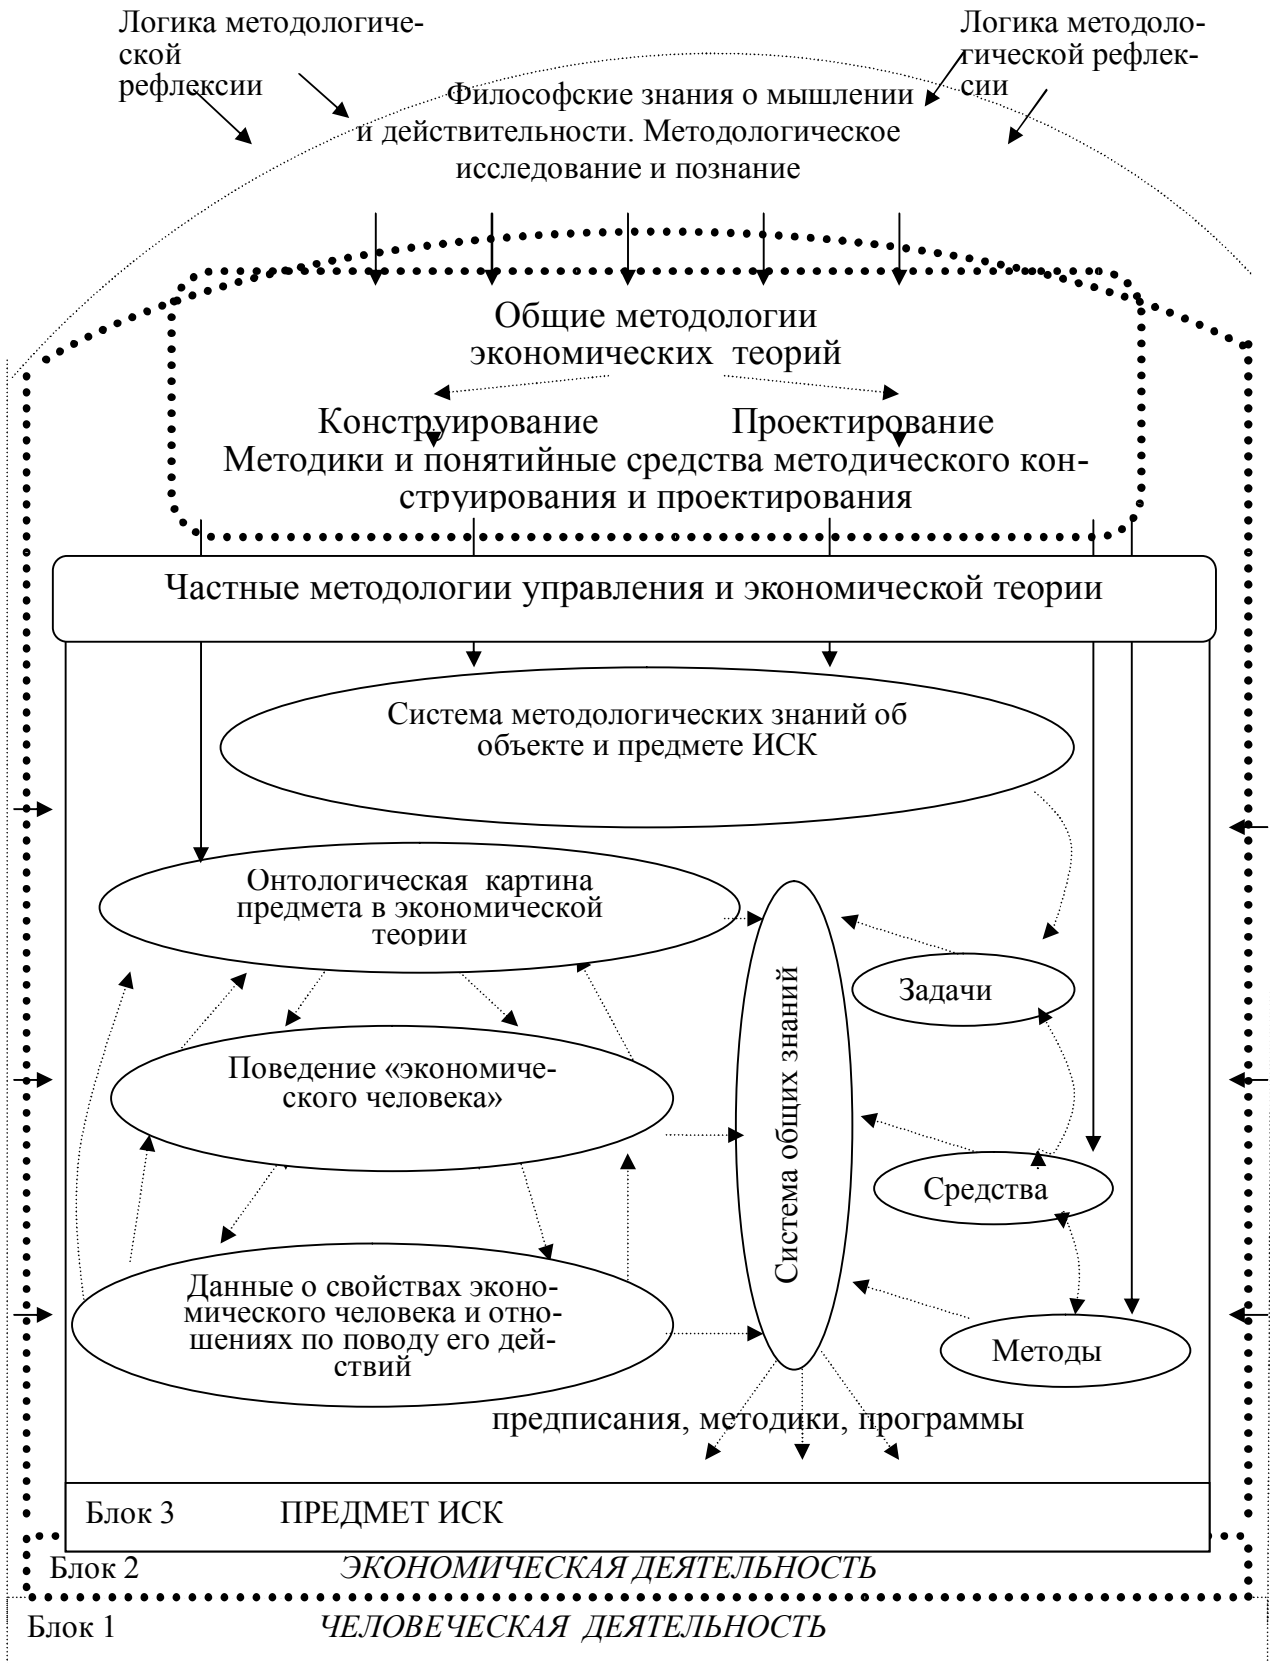 Логика методологиче-
ской
рефлексии
Логика методоло-
гической рефлек-
сии
Философские знания о мышлении
и действительности. Методологическое
исследование и познание
Общие методологии
экономических теорий
Конструирование
Проектирование
Методики и понятийные средства методического кон-
струирования и проектирования
Частные методологии управления и экономической теории
Система методологических знаний об
объекте и предмете ИСК
Онтологическая картина
предмета в экономической
теории
Задачи
Поведение «экономиче-
ского человека»
Система общих знаний
Средства
Данные о свойствах эконо-
мического человека и отно-
шениях по поводу его дей-
ствий
Методы
предписания, методики, программы
Блок 3 ПРЕДМЕТ ИСК
Блок 2 ЭКОНОМИЧЕСКАЯ ДЕЯТЕЛЬНОСТЬ
Блок 1 ЧЕЛОВЕЧЕСКАЯ ДЕЯТЕЛЬНОСТЬ